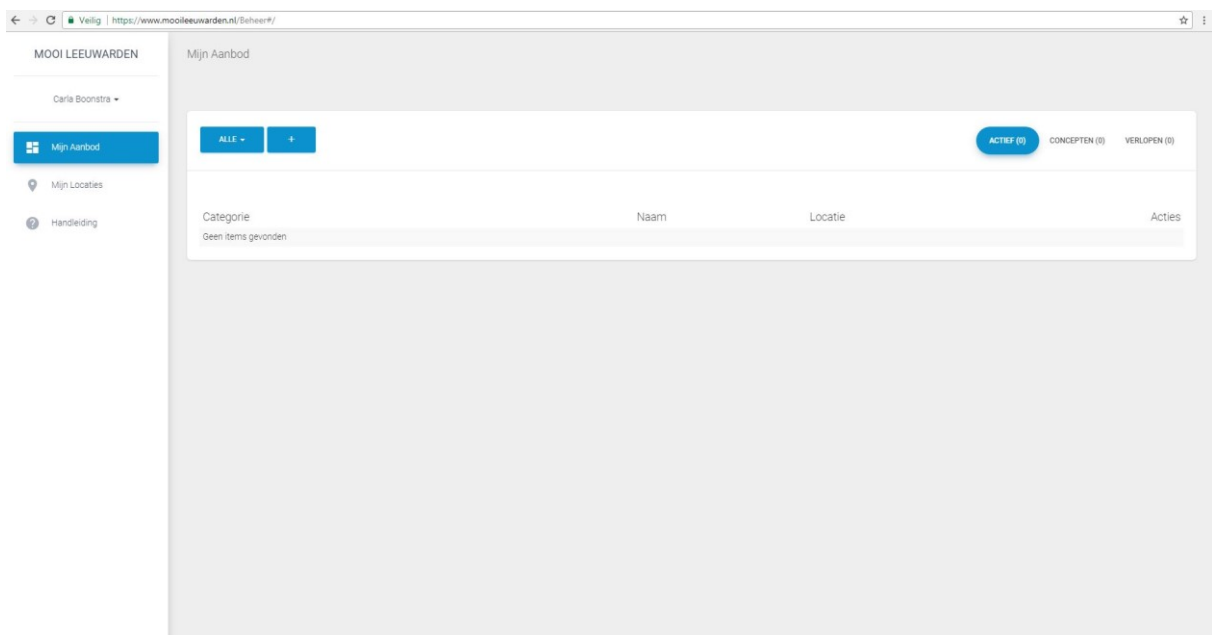 Veilig | https://www.mooileeuwarden.nl/Beheer#/
MOOI LEEUWARDEN
Mijn Aanbod
Carla Boonstra
ALLE +
ACTIEF (0) CONCEPTEN (0) VERLOPEN (0)
Mijn Aanbod
Mijn Locaties
Handleiding
Categorie Naam Locatie Acties
Geen items gevonden